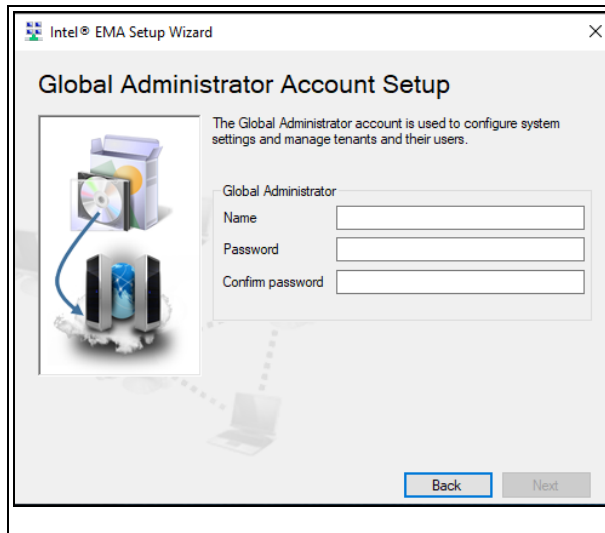 Intel® EMA Setup Wizard
Global Administrator Account Setup
The Global Administrator account is used to configure system
settings and manage tenants and their users.
Global Administrator
Name
Password
Confirm password
Back
Next